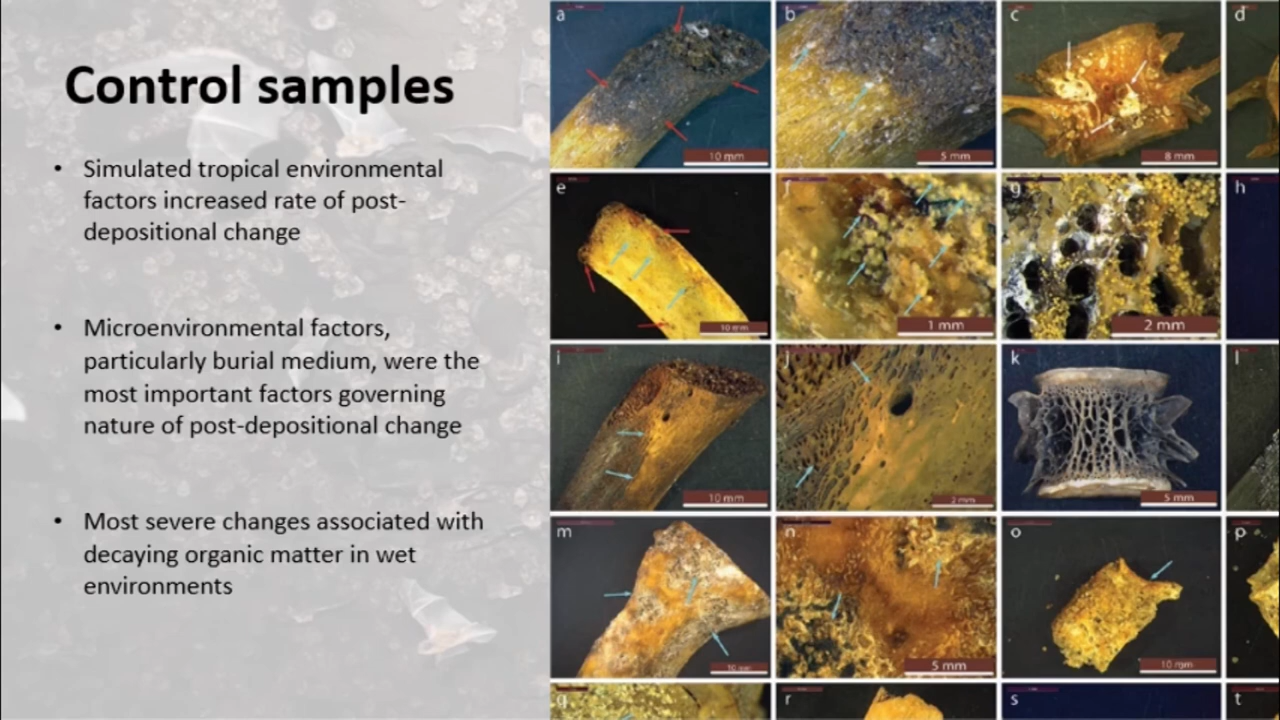 Control samples
• Simulated tropical environmental
factors increased rate of post-
depositional change
• Microenvironmental factors,
particularly burial medium, were the
most important factors governing
nature of post-depositional change
• Most severe changes associated with
decaying organic matter in wet
environments
a
10 mm
b
5 mm
c
8 mm
d
e
10 mm
f
1 mm
g
2 mm
h
i
10 mm
j
2 mm
k
5 mm
l
m
10 mm
n
5 mm
o
10 mm
p
q
r
s
t